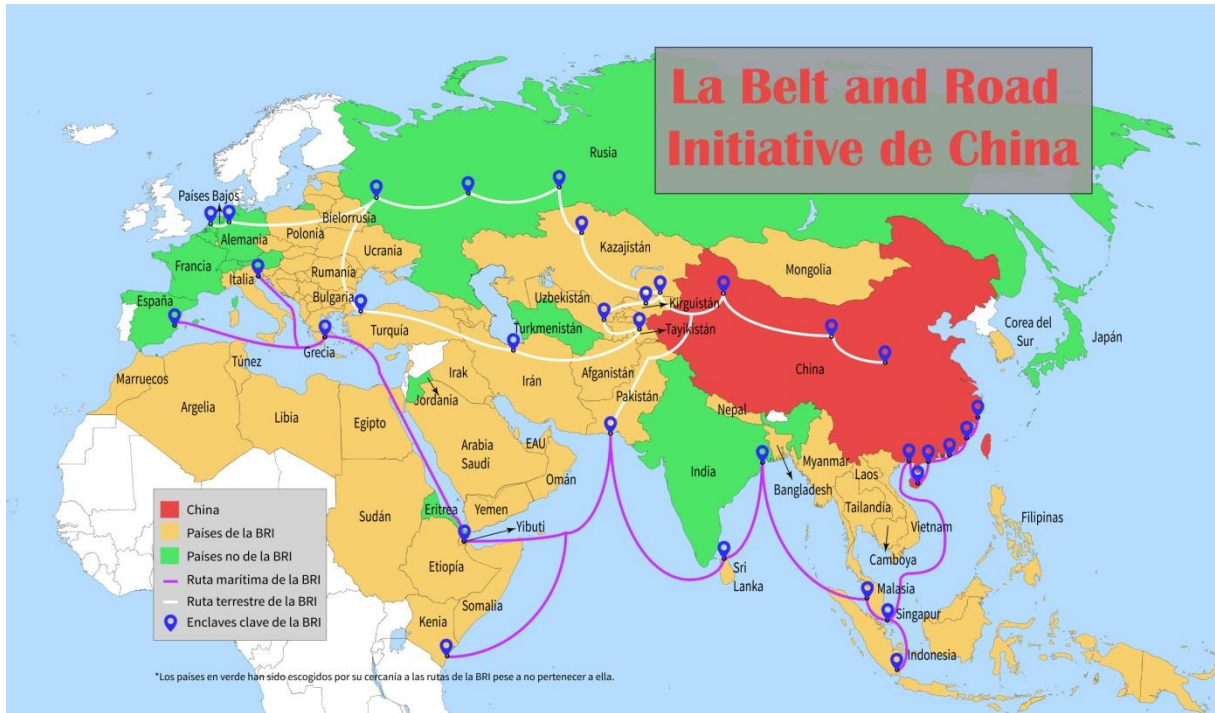 La Belt and Road
Initiative de China
Rusia
Países Bajos
Alemania
Polonia
Bielorrusia
Ucrania
Francia
Italia
Rumanía
Bulgaria
España
Kazajistán
Mongolia
Uzbekistán
Kirguistán
Turkmenistán
Tayikistán
Turquía
Grecia
Corea del
Sur
Japón
China
Túnez
Marruecos
Argelia
Libia
Egipto
Jordania
Irak
Irán
Afganistán
Pakistán
Nepal
Arabia
Saudí
EAU
Omán
India
Myanmar
Laos
Bangladesh
Tailandia
Vietnam
Filipinas
Camboya
Sudán
Eritrea
Yemen
Yibuti
Etiopía
Somalia
Kenia
Sri
Lanka
Malasia
Singapur
Indonesia
China
Países de la BRI
Países no de la BRI
Ruta marítima de la BRI
Ruta terrestre de la BRI
Enclaves clave de la BRI
*Los países en verde han sido escogidos por su cercanía a las rutas de la BRI pese a no pertenecer a ella.